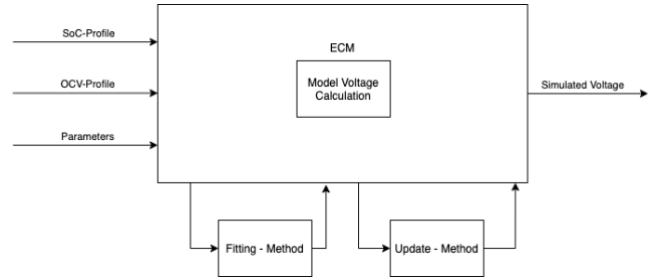 SoC-Profile
ECM
Model Voltage
Calculation
OCV-Profile
Simulated Voltage
Parameters
Fitting - Method
Update - Method